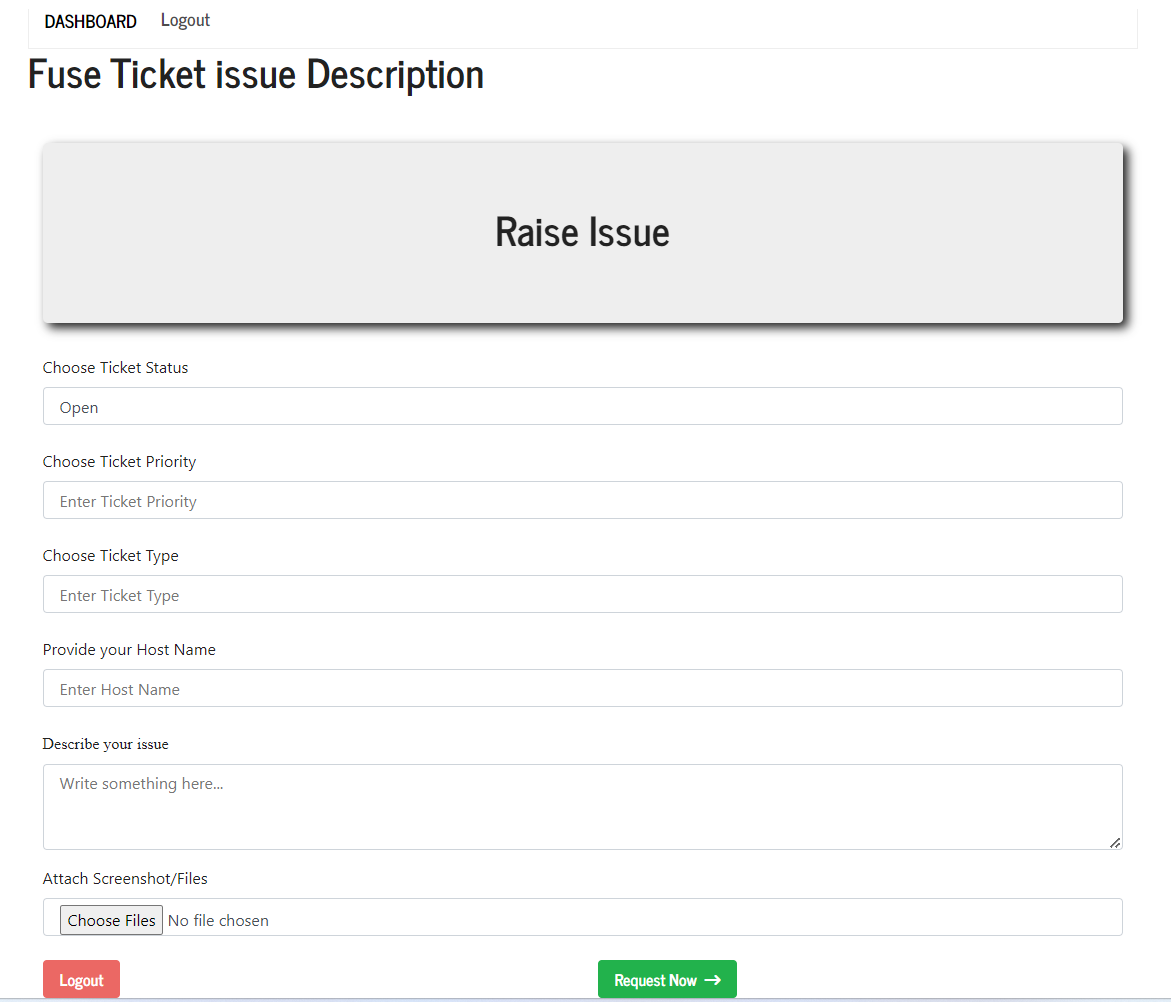 DASHBOARD Logout
Fuse Ticket issue Description
Raise Issue
Choose Ticket Status
Open
Choose Ticket Priority
Enter Ticket Priority
Choose Ticket Type
Enter Ticket Type
Provide your Host Name
Enter Host Name
Describe your issue
Write something here...
Attach Screenshot/Files
Choose Files No file chosen
Logout Request Now →